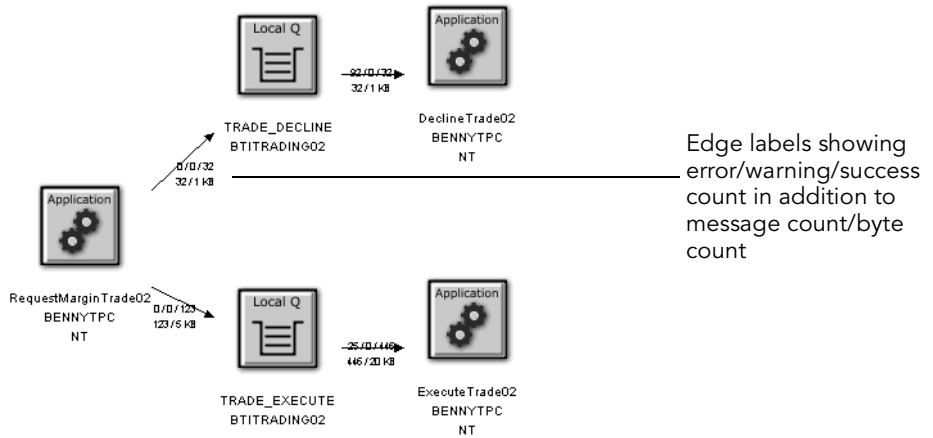 Local Q
Application
92/0/32
32/1 KB
TRADE_DECLINE
BTITRADING02
DeclineTrade02
BENNYTPC
NT
0/0/32
32/1 KB
Edge labels showing
error/warning/success
count in addition to
message count/byte
count
Application
RequestMarginTrade02
BENNYTPC
NT
0/0/123
123/5 KB
Local Q
Application
25/0/446
446/20 KB
TRADE_EXECUTE
BTITRADING02
ExecuteTrade02
BENNYTPC
NT